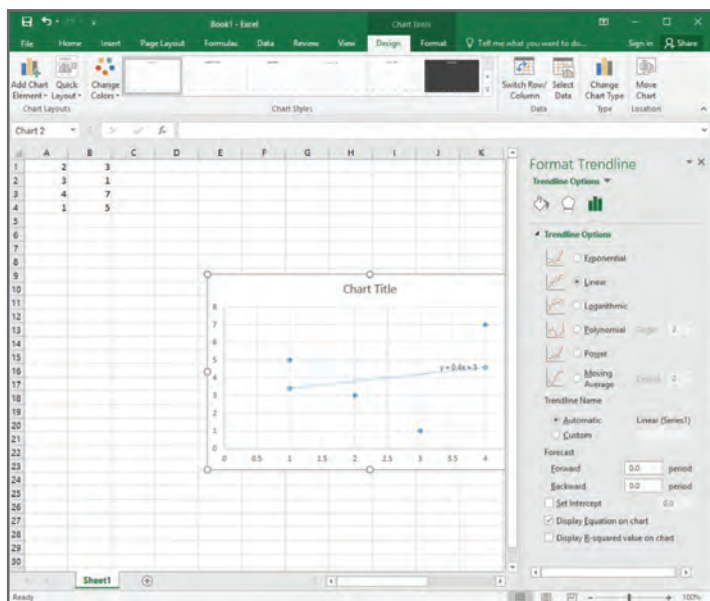 Book1 - Excel
Chart Tools
File Home Insert Page Layout Formulas Data Review View Design Format Tell me what you want to do... Sign in Share
Add Chart Element Quick Layout Change Colors Switch Row/ Column Select Data Change Chart Type Move Chart
Chart Layouts Chart Styles Data Type Location
Chart 2 fx
A B C D E F G H I J K
1 2 3
2 3 1
3 4 7
4 1 5
5
6
7
8
9
10
11
12
13
14
15
16
17
18
19
20
21
22
23
24
25
26
27
28
29
30
Chart Title
8
7
6
5
4
3
2
1
0
0 0.5 1 1.5 2 2.5 3 3.5 4
y = 0.4x + 3
Format Trendline
Trendline Options
Trendline Options
Exponential
Linear
Logarithmic
Polynomial 2
Power
Moving Average Period 2
Trendline Name
Automatic Linear (Series1)
Custom
Forecast
Forward 0.0 period
Backward 0.0 period
Set Intercept 0.0
Display Equation on chart
Display R-squared value on chart
Sheet1
Ready 100%